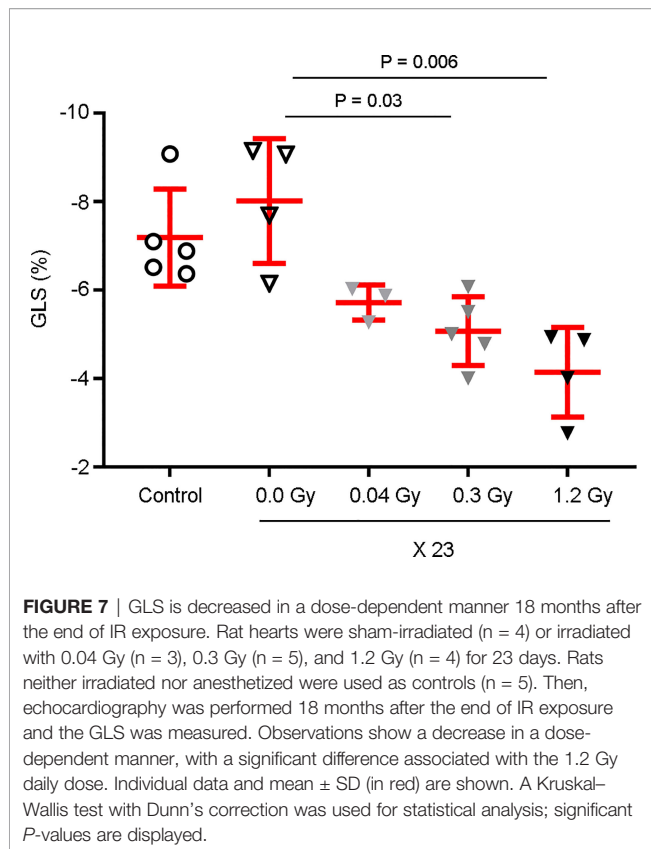 P = 0.006
P = 0.03
-10
-8
-6
-4
-2
GLS (%)
Control
0.0 Gy
0.04 Gy
0.3 Gy
1.2 Gy
X 23
FIGURE 7 | GLS is decreased in a dose-dependent manner 18 months after
the end of IR exposure. Rat hearts were sham-irradiated (n = 4) or irradiated
with 0.04 Gy (n = 3), 0.3 Gy (n = 5), and 1.2 Gy (n = 4) for 23 days. Rats
neither irradiated nor anesthetized were used as controls (n = 5). Then,
echocardiography was performed 18 months after the end of IR exposure
and the GLS was measured. Observations show a decrease in a dose-
dependent manner, with a significant difference associated with the 1.2 Gy
daily dose. Individual data and mean ± SD (in red) are shown. A Kruskal–
Wallis test with Dunn’s correction was used for statistical analysis; significant
P-values are displayed.